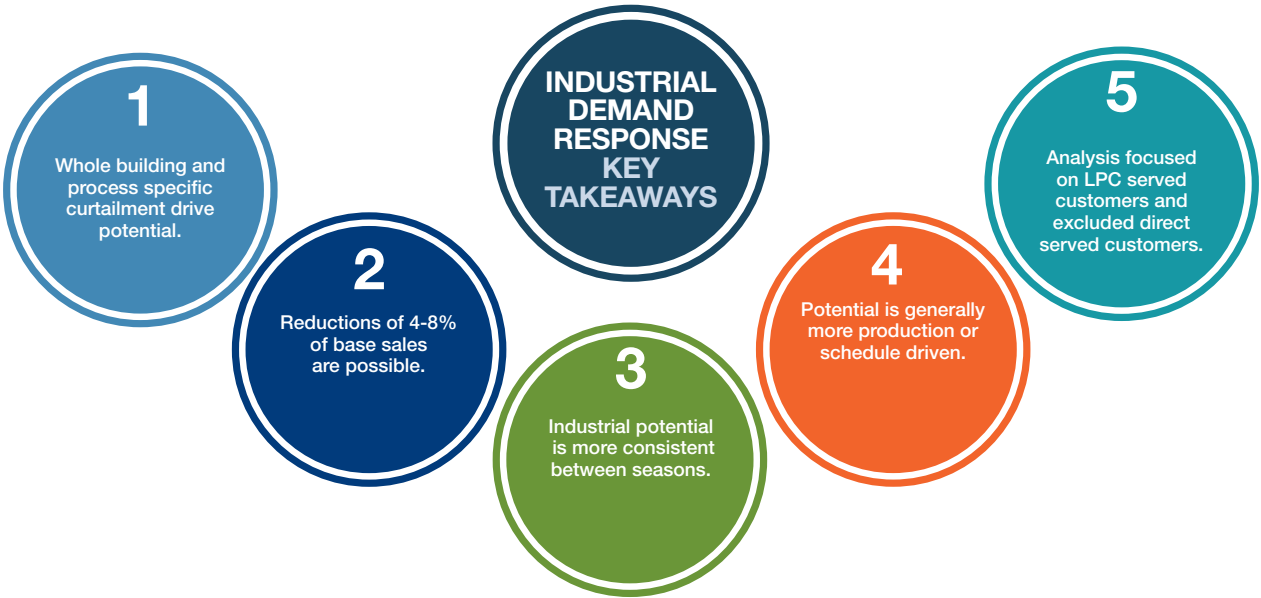 INDUSTRIAL
DEMAND
RESPONSE
KEY
TAKEAWAYS
1
Whole building and
process specific
curtailment drive
potential.
2
Reductions of 4-8%
of base sales
are possible.
3
Industrial potential
is more consistent
between seasons.
4
Potential is generally
more production or
schedule driven.
5
Analysis focused
on LPC served
customers and
excluded direct
served customers.